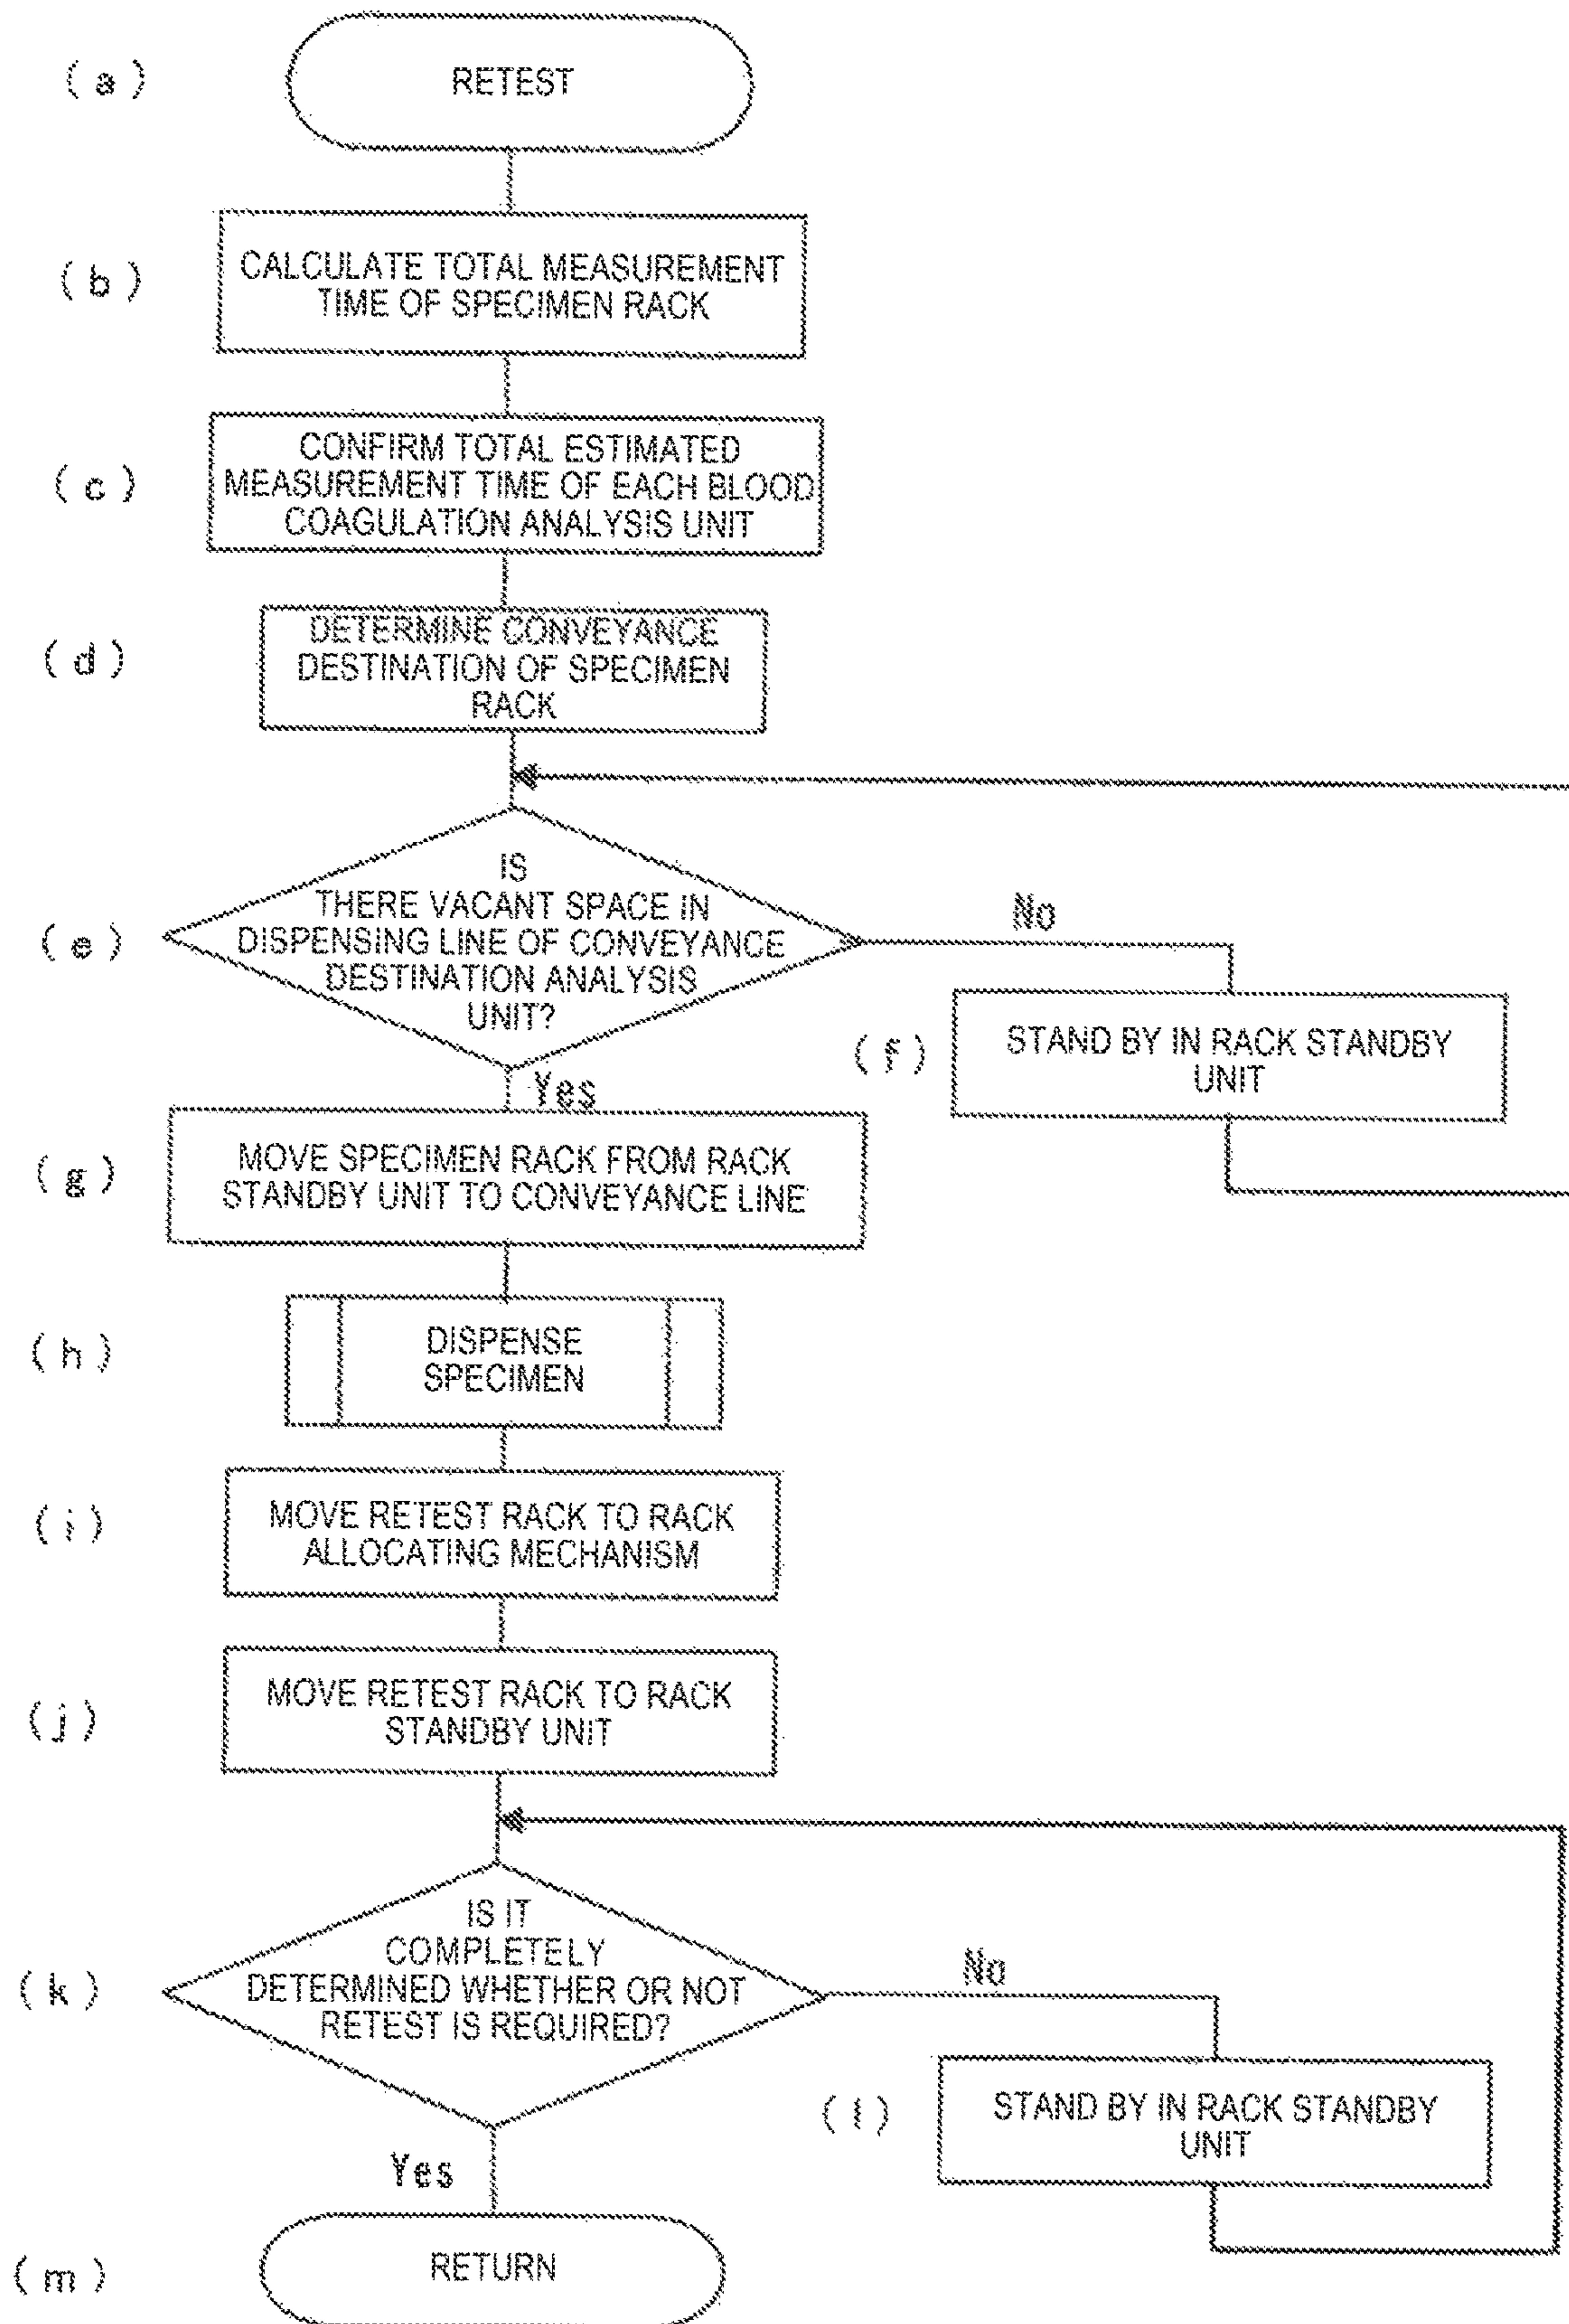 ( a )
RETEST
( b )
CALCULATE TOTAL MEASUREMENT
TIME OF SPECIMEN RACK
( c )
CONFIRM TOTAL ESTIMATED
MEASUREMENT TIME OF EACH BLOOD
COAGULATION ANALYSIS UNIT
( d )
DETERMINE CONVEYANCE
DESTINATION OF SPECIMEN
RACK
( e )
IS
THERE VACANT SPACE IN
DISPENSING LINE OF CONVEYANCE
DESTINATION ANALYSIS
UNIT?
No
( f )
STAND BY IN RACK STANDBY
UNIT
Yes
( g )
MOVE SPECIMEN RACK FROM RACK
STANDBY UNIT TO CONVEYANCE LINE
( h )
DISPENSE
SPECIMEN
( i )
MOVE RETEST RACK TO RACK
ALLOCATING MECHANISM
( j )
MOVE RETEST RACK TO RACK
STANDBY UNIT
( k )
IS IT
COMPLETELY
DETERMINED WHETHER OR NOT
RETEST IS REQUIRED?
No
( l )
STAND BY IN RACK STANDBY
UNIT
Yes
( m )
RETURN